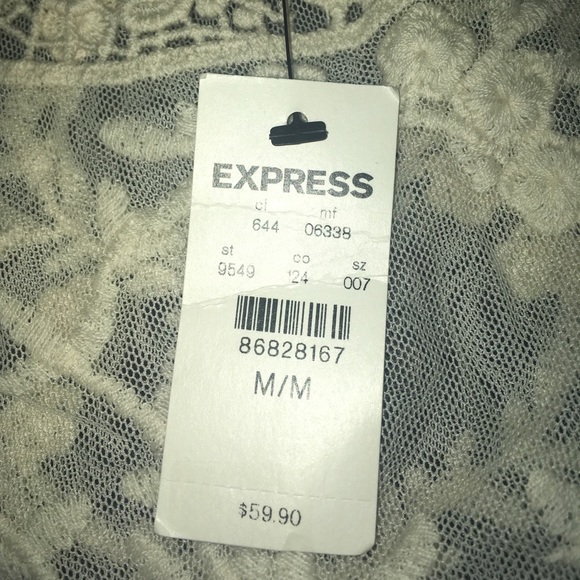 EXPRESS
cl mf
644 06338
st co sz
9549 124 007
86828167
M/M
$59.90